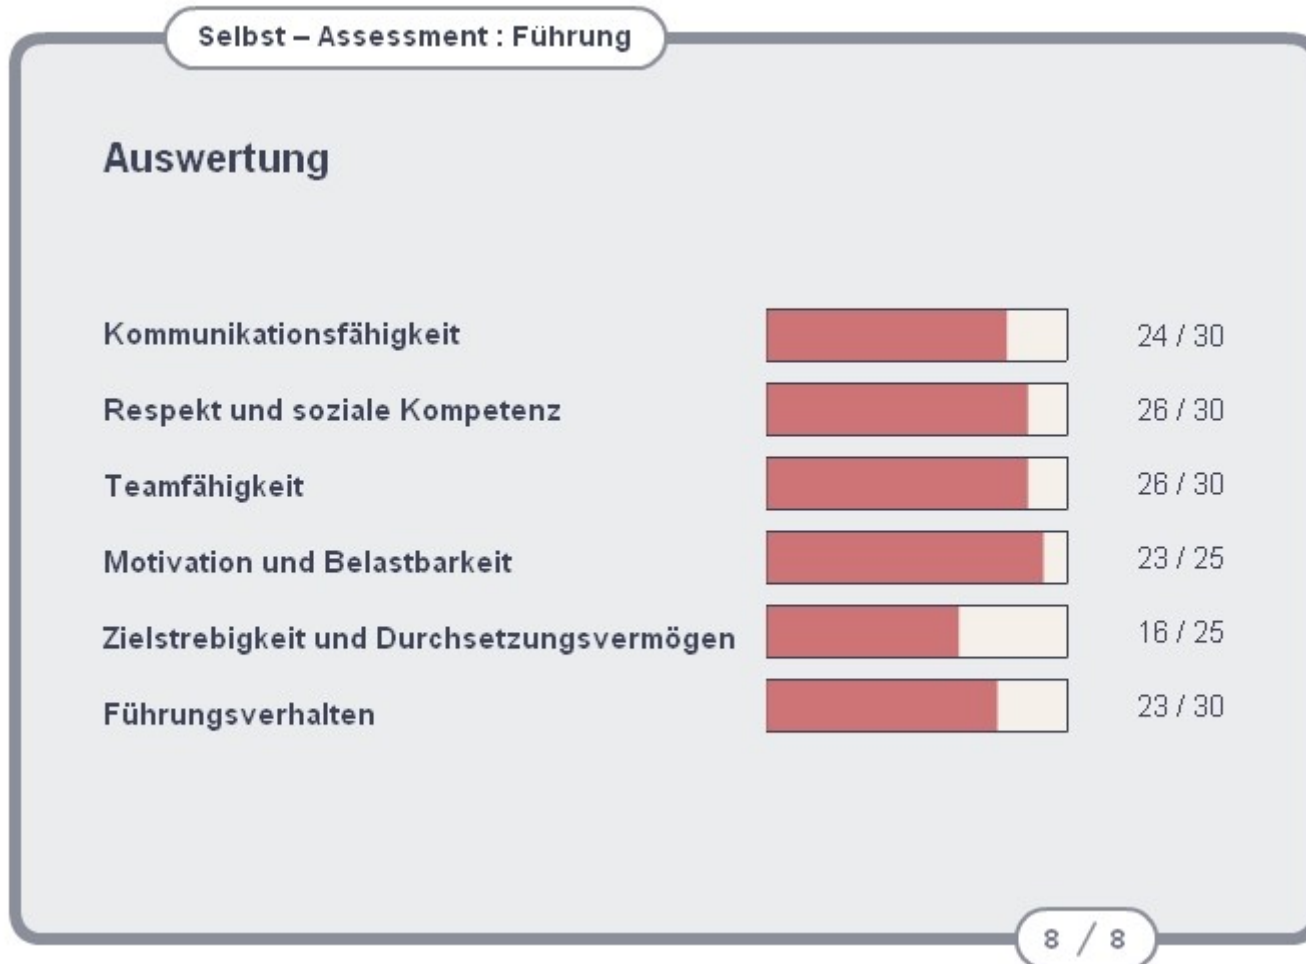 Selbst – Assessment : Führung
Auswertung
Kommunikationsfähigkeit 24 / 30
Respekt und soziale Kompetenz 26 / 30
Teamfähigkeit 26 / 30
Motivation und Belastbarkeit 23 / 25
Zielstrebigkeit und Durchsetzungsvermögen 16 / 25
Führungsverhalten 23 / 30
8 / 8